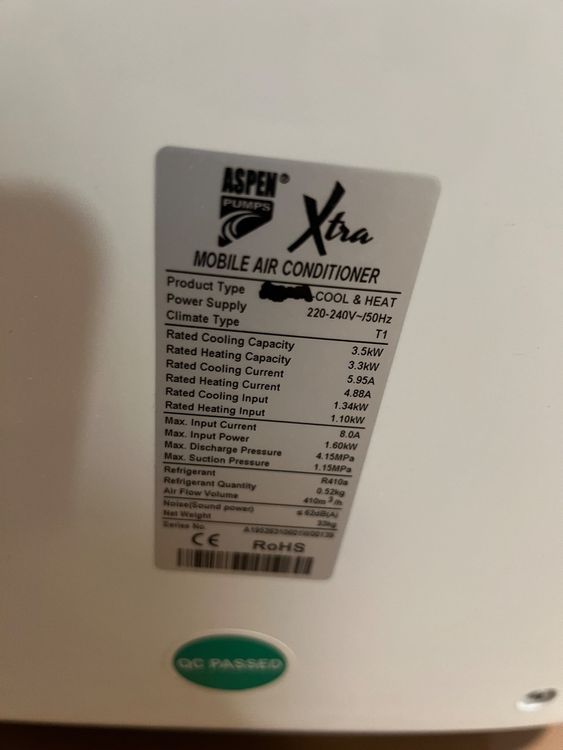 ASPEN®
PUMPS
Xtra
MOBILE AIR CONDITIONER
Product Type COOL & HEAT
Power Supply 220-240V~/50Hz
Climate Type T1
Rated Cooling Capacity 3.5kW
Rated Heating Capacity 3.3kW
Rated Cooling Current 5.95A
Rated Heating Current 4.88A
Rated Cooling Input 1.34kW
Rated Heating Input 1.10kW
Max. Input Current 8.0A
Max. Input Power 1.60kW
Max. Discharge Pressure 4.15MPa
Max. Suction Pressure 1.15MPa
Refrigerant R410a
Refrigerant Quantity 0.52kg
Air Flow Volume 410m³/h
Noise(Sound power) ≤62dB(A)
Net Weight 33kg
Series No.
CE RoHS
QC PASSED